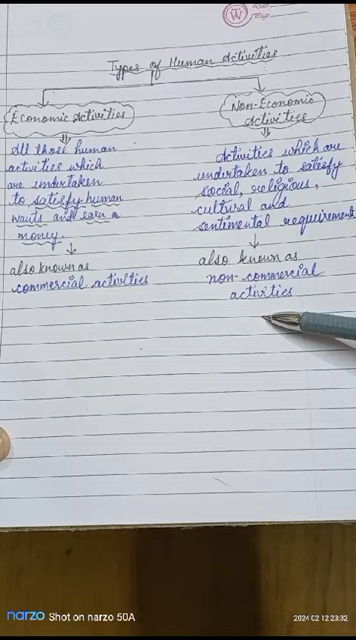 Types of Human Activities
Economic Activities
All those human
activities which
are undertaken
to satisfy human
wants and earn a
money.
also known as
commercial activities
Non-Economic
Activities
Activities which are
undertaken to satisfy
social, religious,
cultural and
sentimental requirement
also known as
non-commercial
activities
narzo Shot on narzo 50A
2024 02 12 23:32